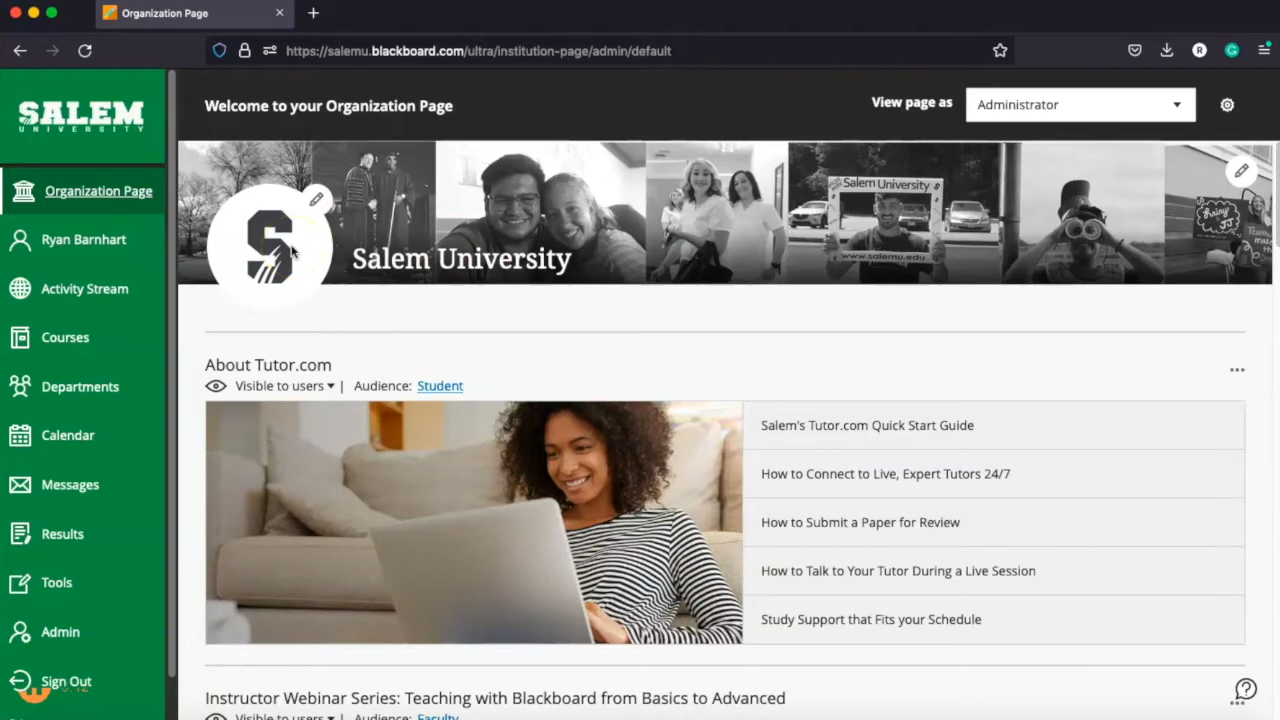 Organization Page
https://salemu.blackboard.com/ultra/institution-page/admin/default
R
G
SALEM
UNIVERSITY
Welcome to your Organization Page
View page as
Administrator
Organization Page
Ryan Barnhart
Activity Stream
Courses
Departments
Calendar
Messages
Results
Tools
Admin
Sign Out
S
Salem University
Salem University
www.salemu.edu
About Tutor.com
Visible to users | Audience: Student
Salem's Tutor.com Quick Start Guide
How to Connect to Live, Expert Tutors 24/7
How to Submit a Paper for Review
How to Talk to Your Tutor During a Live Session
Study Support that Fits your Schedule
Instructor Webinar Series: Teaching with Blackboard from Basics to Advanced
Visible to users | Audience: Faculty